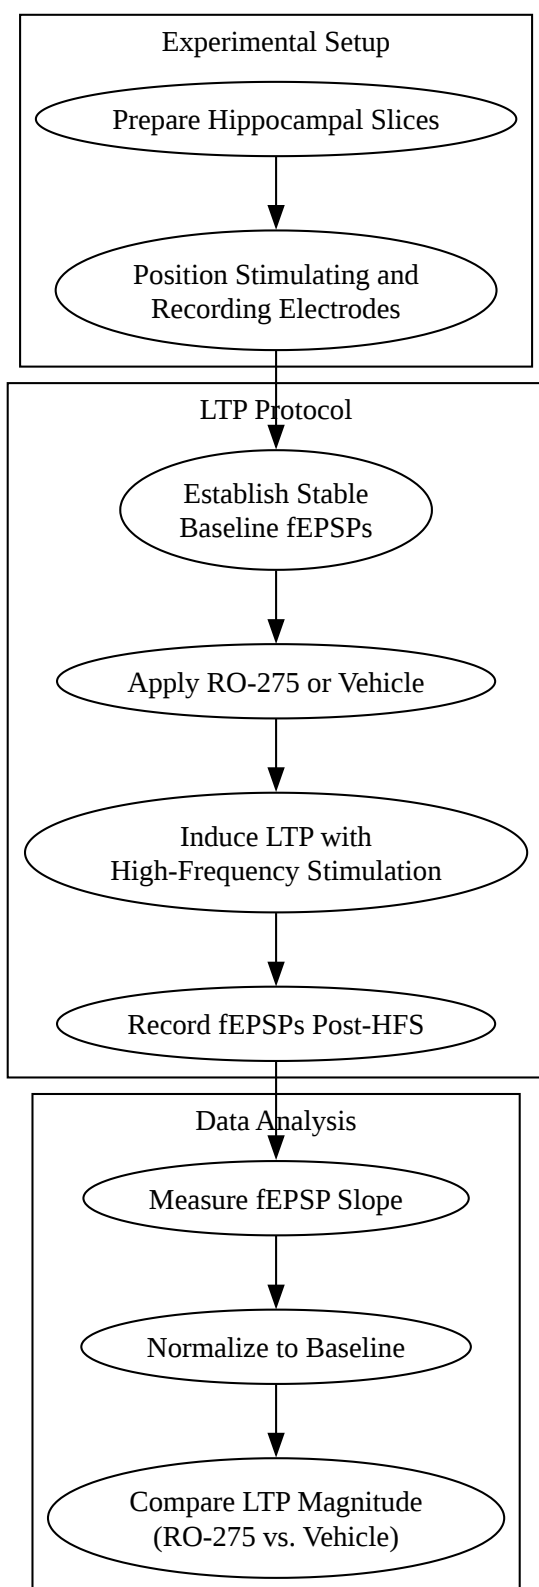 Experimental Setup
Prepare Hippocampal Slices
Position Stimulating and
Recording Electrodes
LTP Protocol
Establish Stable
Baseline fEPSPs
Apply RO-275 or Vehicle
Induce LTP with
High-Frequency Stimulation
Record fEPSPs Post-HFS
Data Analysis
Measure fEPSP Slope
Normalize to Baseline
Compare LTP Magnitude
(RO-275 vs. Vehicle)